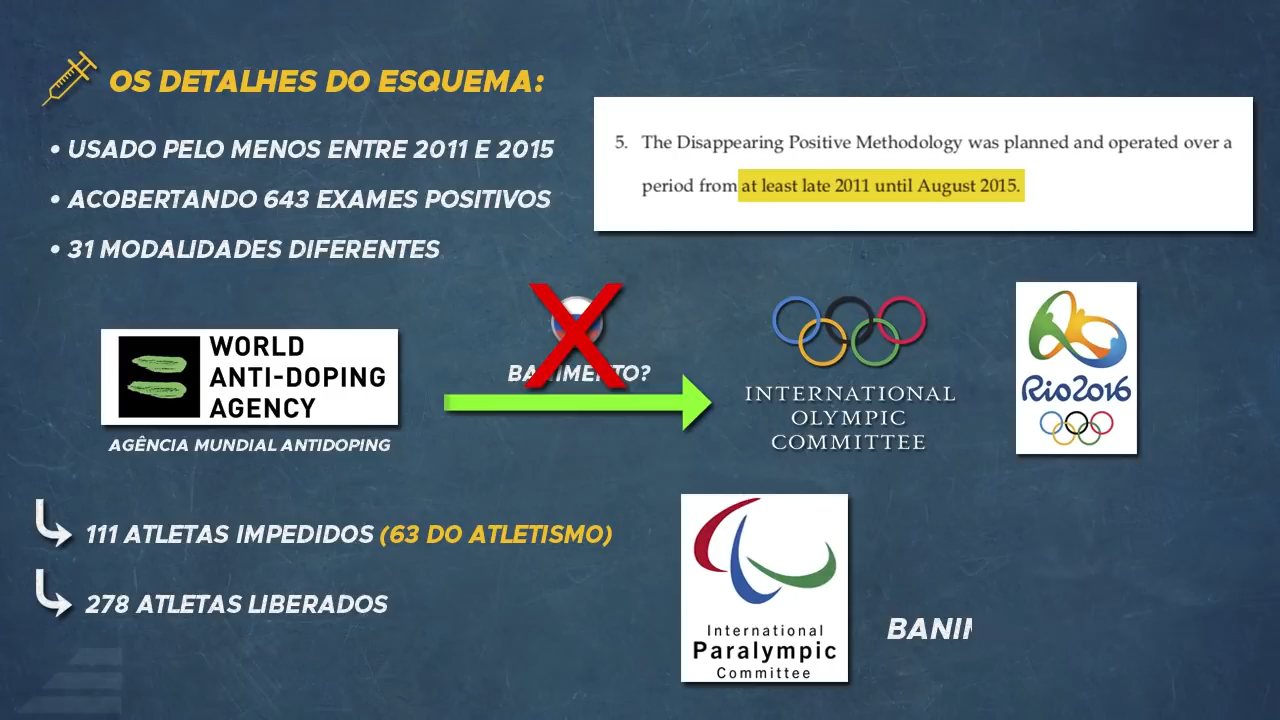 OS DETALHES DO ESQUEMA:
• USADO PELO MENOS ENTRE 2011 E 2015
• ACOBERTANDO 643 EXAMES POSITIVOS
• 31 MODALIDADES DIFERENTES
5. The Disappearing Positive Methodology was planned and operated over a
period from at least late 2011 until August 2015.
WORLD
ANTI-DOPING
AGENCY
AGÊNCIA MUNDIAL ANTIDOPING
BANIMENTO?
INTERNATIONAL
OLYMPIC
COMMITTEE
Rio2016
111 ATLETAS IMPEDIDOS (63 DO ATLETISMO)
278 ATLETAS LIBERADOS
International
Paralympic
Committee
BANI